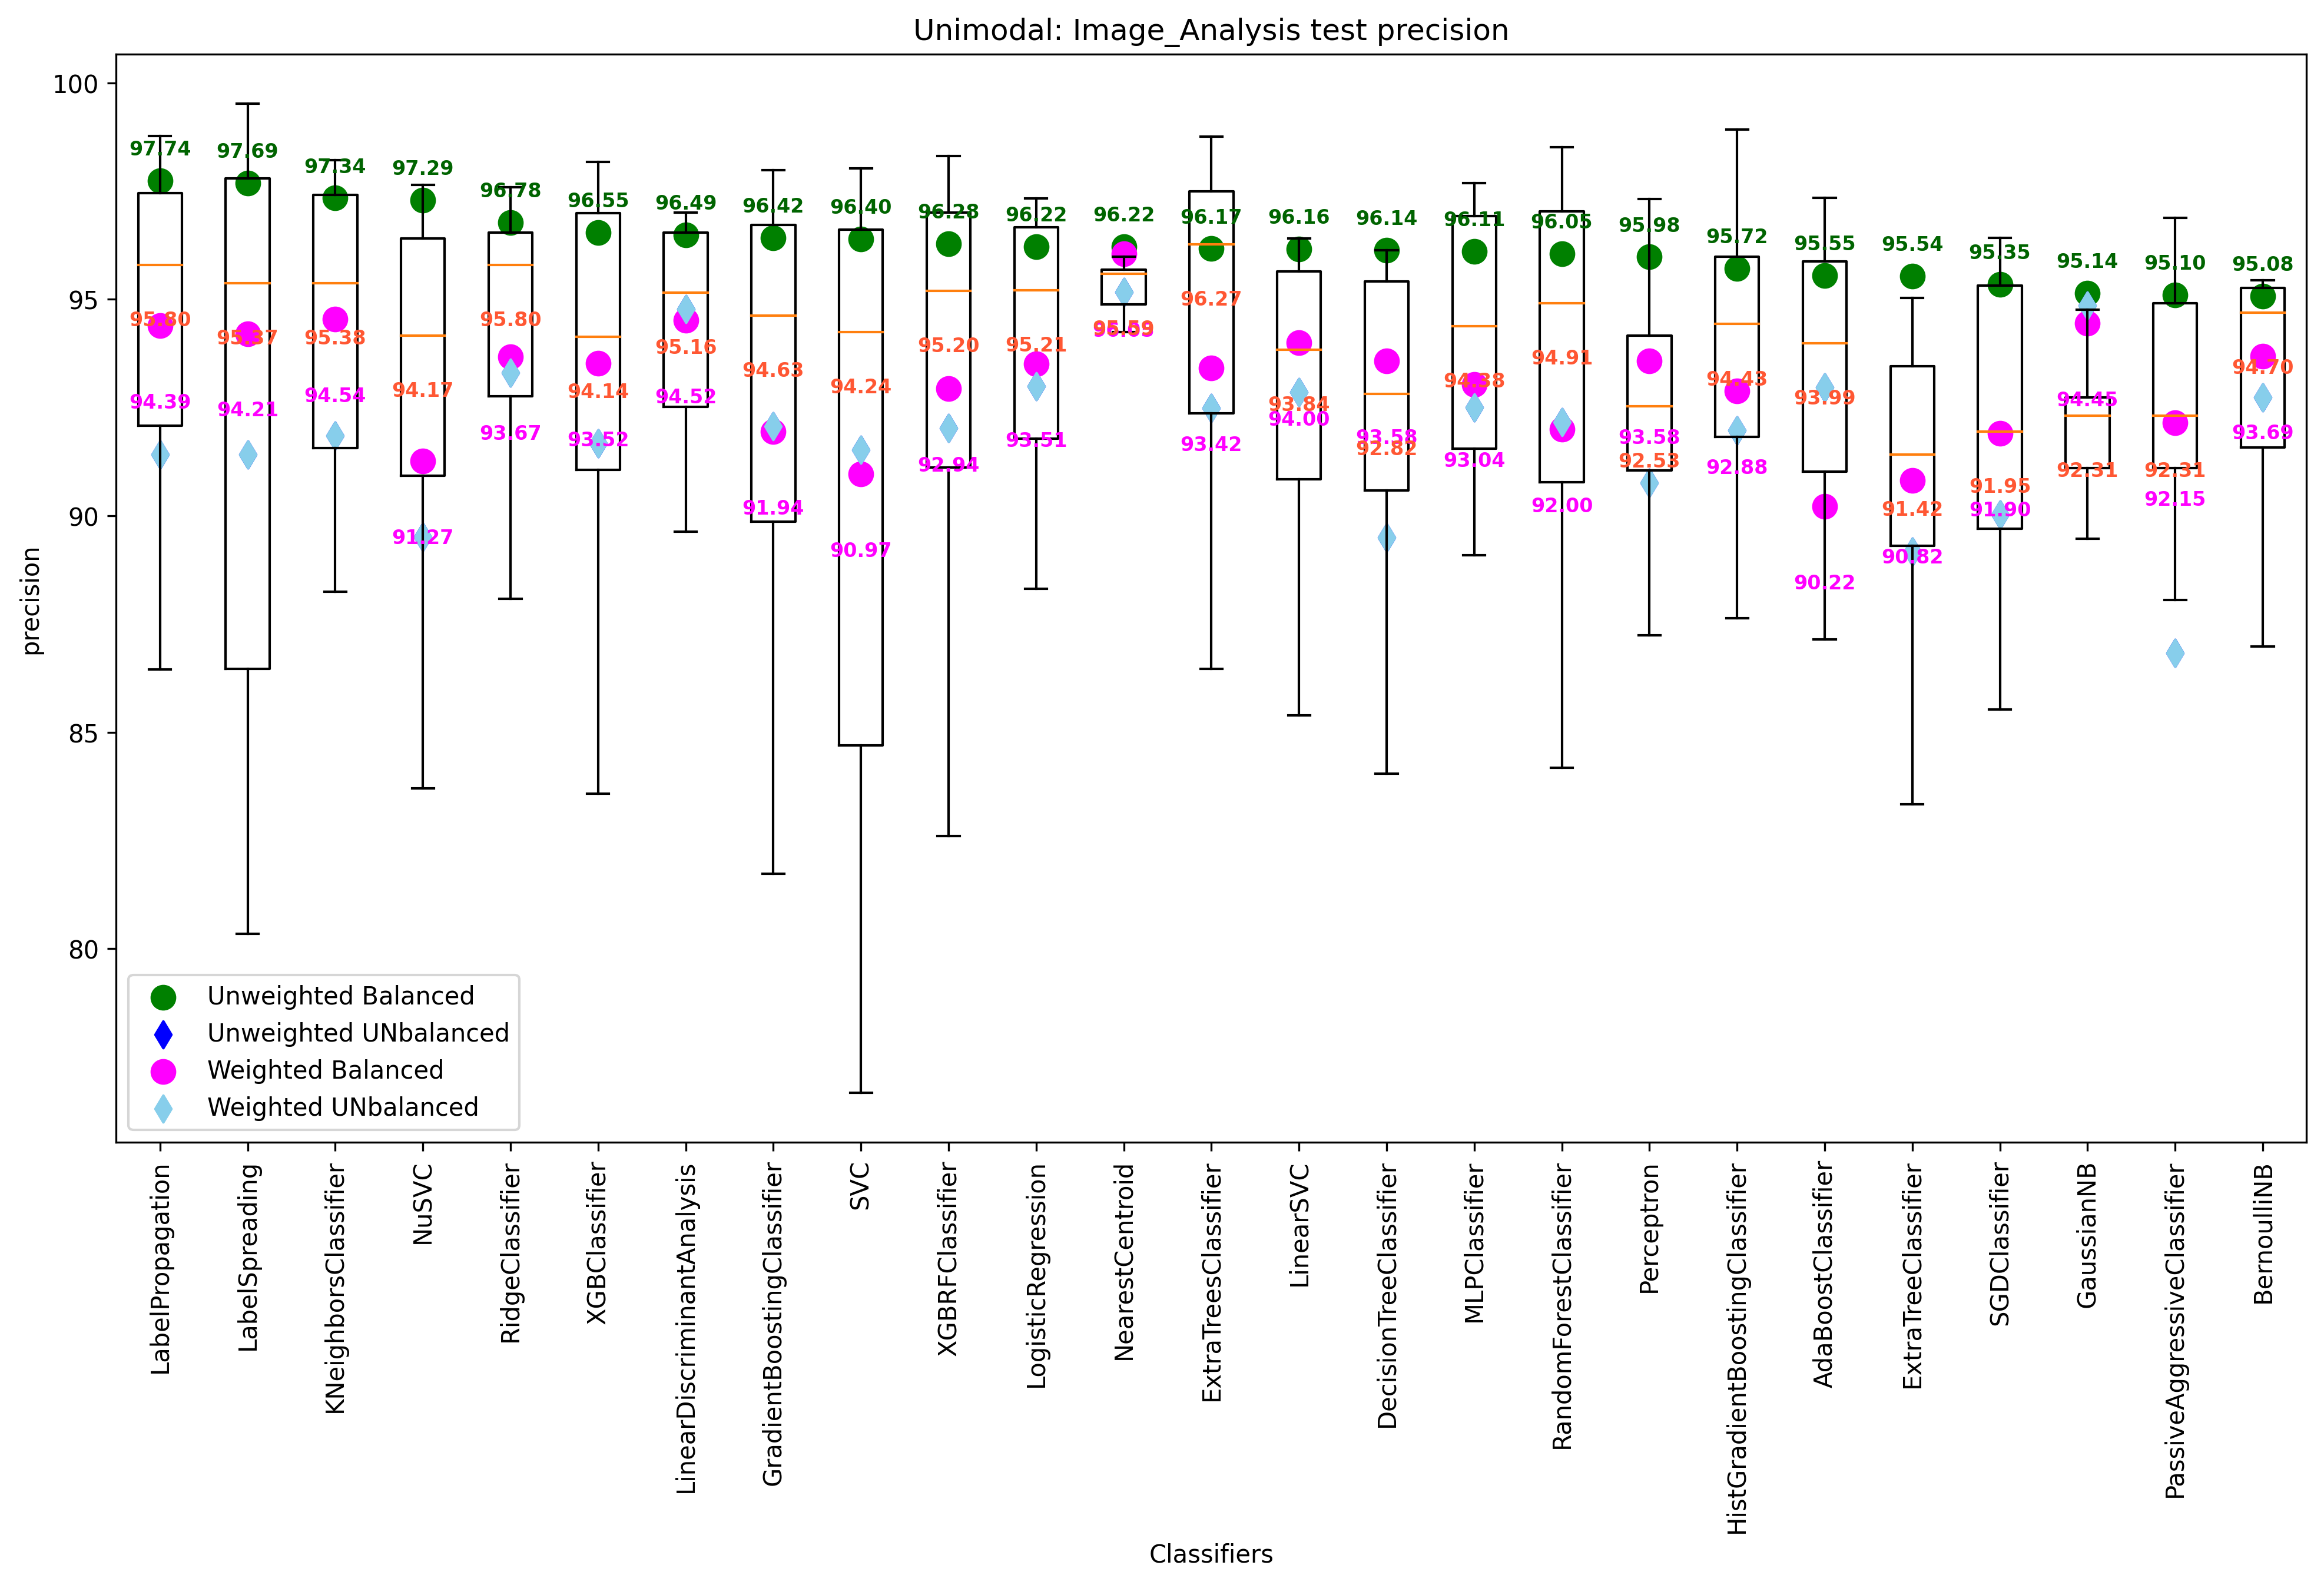 Unimodal: Image_Analysis test precision
precision
100
95
90
85
80
97.74 97.69 97.34 97.29 96.78 96.55 96.49 96.42 96.40 96.28 96.22 96.22 96.17 96.16 96.14 96.11 96.05 95.98 95.72 95.55 95.54 95.35 95.14 95.10 95.08
95.80 95.37 95.38 94.17 95.80 94.14 95.16 94.63 94.24 95.20 95.21 95.59 96.27 93.84 92.82 94.38 94.91 92.53 94.43 93.99 91.42 91.95 92.31 92.31 94.70
94.39 94.21 94.54 91.27 93.67 93.52 94.52 91.94 90.97 92.94 93.51 93.42 94.00 93.58 93.04 92.00 93.58 92.88 90.22 90.82 91.90 94.45 92.15 93.69
Unweighted Balanced
Unweighted UNbalanced
Weighted Balanced
Weighted UNbalanced
LabelPropagation
LabelSpreading
KNeighborsClassifier
NuSVC
RidgeClassifier
XGBClassifier
LinearDiscriminantAnalysis
GradientBoostingClassifier
SVC
XGBRFClassifier
LogisticRegression
NearestCentroid
ExtraTreesClassifier
LinearSVC
DecisionTreeClassifier
MLPClassifier
RandomForestClassifier
Perceptron
HistGradientBoostingClassifier
AdaBoostClassifier
ExtraTreeClassifier
SGDClassifier
GaussianNB
PassiveAggressiveClassifier
BernoulliNB
Classifiers